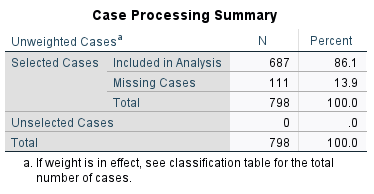 Case Processing Summary
Unweighted Casesa N Percent
Selected Cases Included in Analysis 687 86.1
Missing Cases 111 13.9
Total 798 100.0
Unselected Cases 0 .0
Total 798 100.0
a. If weight is in effect, see classification table for the total
number of cases.